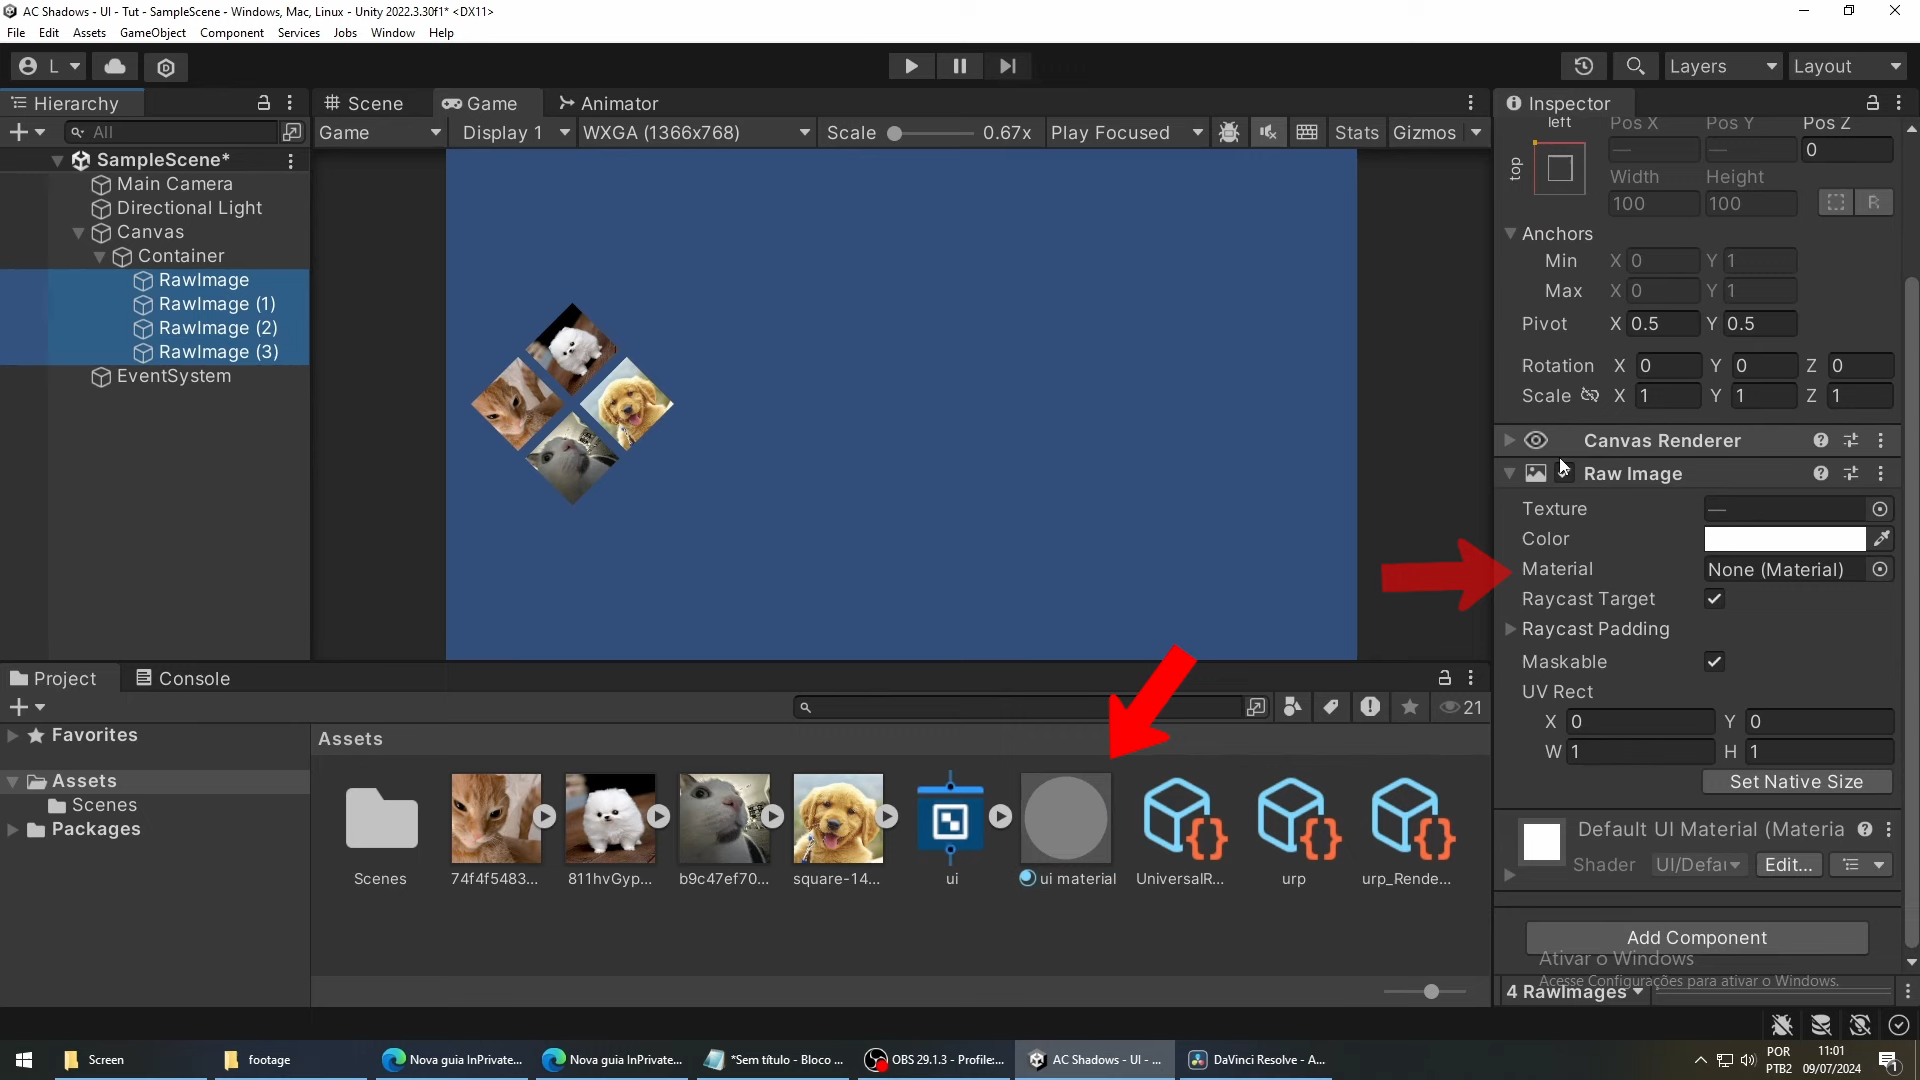 AC Shadows - UI - Tut - SampleScene - Windows, Mac, Linux - Unity 2022.3.30f1* <DX11>
File Edit Assets GameObject Component Services Jobs Window Help
L Layers Layout
Hierarchy
All
SampleScene*
Main Camera
Directional Light
Canvas
Container
RawImage
RawImage (1)
RawImage (2)
RawImage (3)
EventSystem
Scene Game Animator
Game Display 1 WXGA (1366x768) Scale 0.67x Play Focused Stats Gizmos
Inspector
left Pos X Pos Y Pos Z
top — — 0
Width Height
100 100 R
Anchors
Min X 0 Y 1
Max X 0 Y 1
Pivot X 0.5 Y 0.5
Rotation X 0 Y 0 Z 0
Scale X 1 Y 1 Z 1
Canvas Renderer
Raw Image
Texture —
Color
Material None (Material)
Raycast Target
Raycast Padding
Maskable
UV Rect
X 0 Y 0
W 1 H 1
Set Native Size
Default UI Material (Materia
Shader UI/Defau Edit...
Add Component
Ativar o Windows
Acesse Configurações para ativar o Windows.
4 RawImages
Project Console
21
Favorites
Assets
Scenes
Packages
Assets
Scenes 74f4f5483... 811hvGyp... b9c47ef70... square-14... ui ui material UniversalR... urp urp_Rende...
Screen footage Nova guia InPrivate... Nova guia InPrivate... *Sem título - Bloco ... OBS 29.1.3 - Profile:... AC Shadows - UI - ... DaVinci Resolve - A...
POR 11:01
PTB2 09/07/2024 1